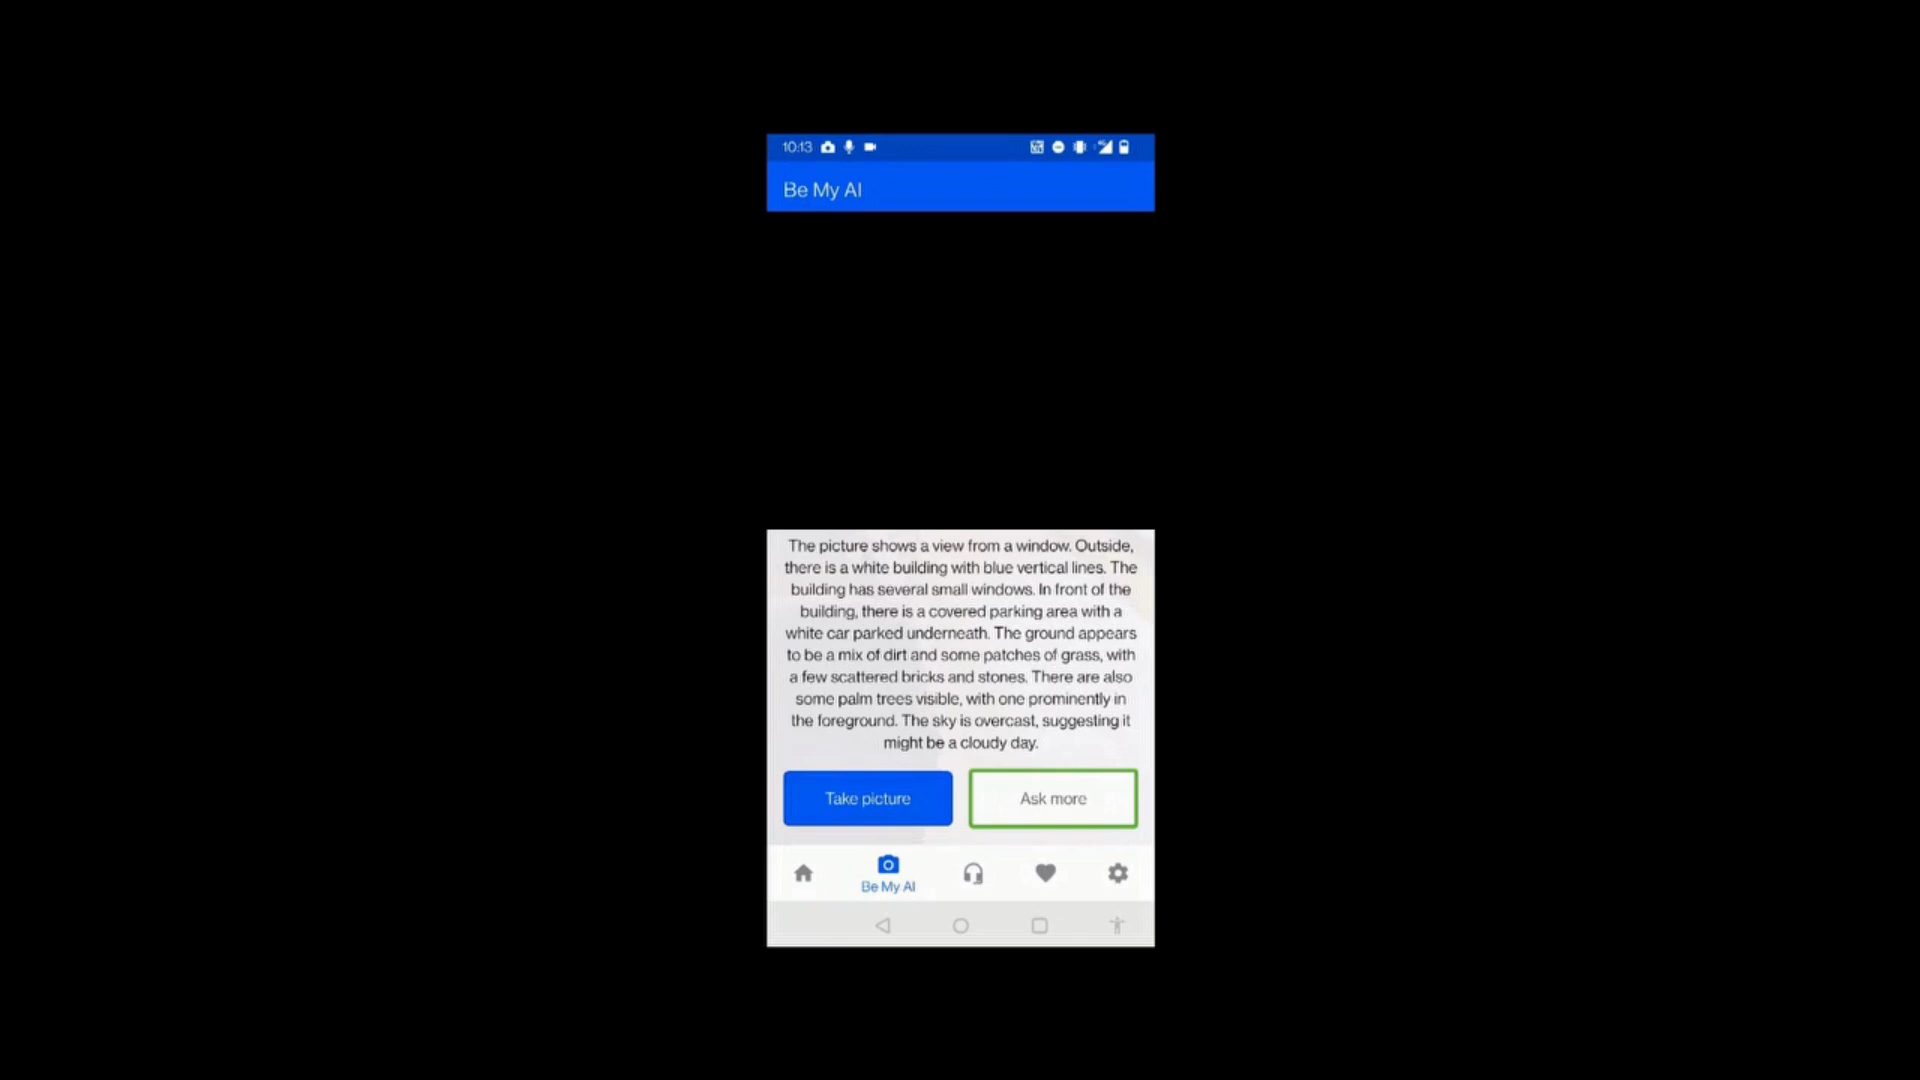 10:13
Be My AI
The picture shows a view from a window. Outside,
there is a white building with blue vertical lines. The
building has several small windows. In front of the
building, there is a covered parking area with a
white car parked underneath. The ground appears
to be a mix of dirt and some patches of grass, with
a few scattered bricks and stones. There are also
some palm trees visible, with one prominently in
the foreground. The sky is overcast, suggesting it
might be a cloudy day.
Take picture
Ask more
Be My AI